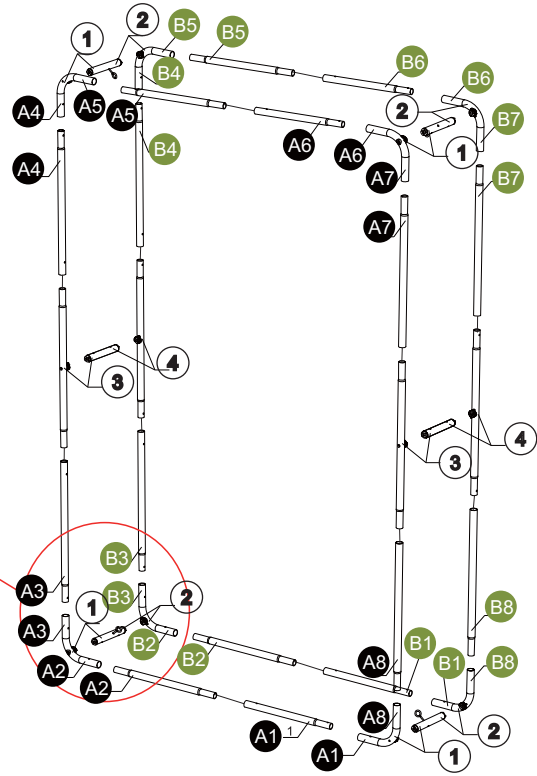 1 2 B5 B5
B4 B6 B6
A4 A5 A5 2 B7
B4 A6 A6 1
A4 A7 B7
A7
3 4
3 4
B3
A3 B3 2 B8
1
A3 B2 B2 A8 B1 B1 B8
A2 A2
A8 2
A1 1 A1 1